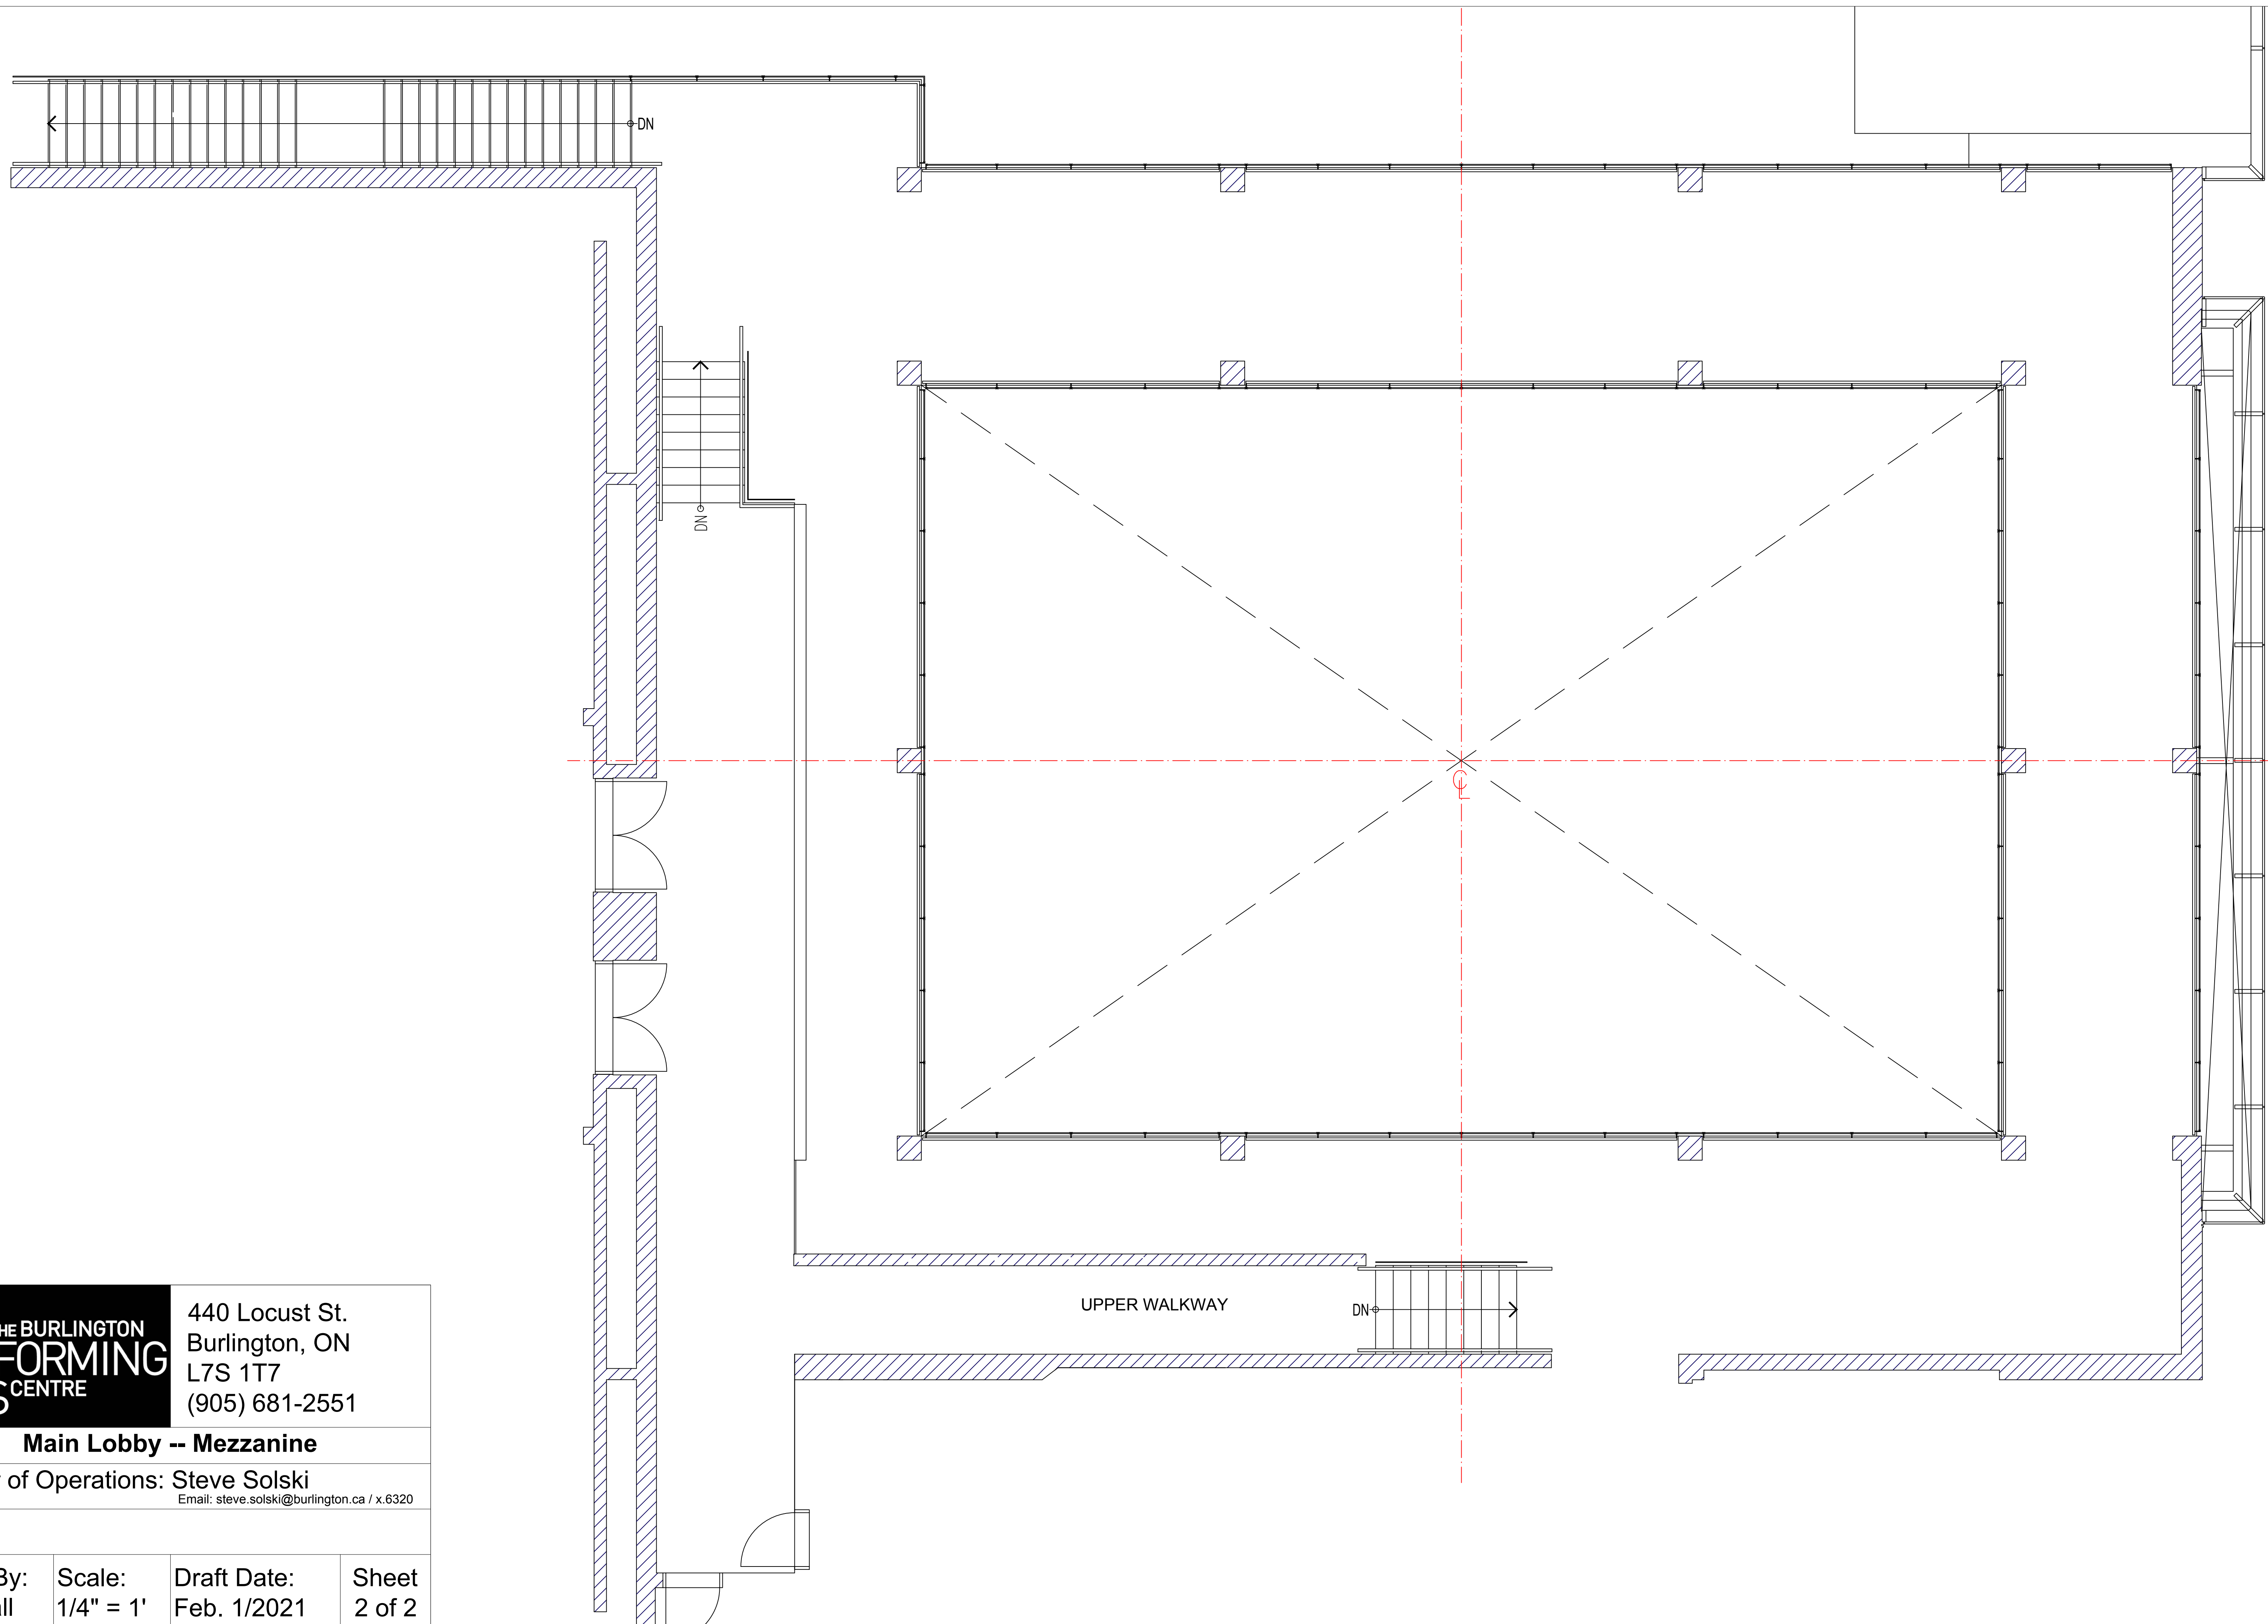 DN
DN
UPPER WALKWAY
DN
CL
THE BURLINGTON
FORMING
S CENTRE
440 Locust St.
Burlington, ON
L7S 1T7
(905) 681-2551
Main Lobby -- Mezzanine
of Operations: Steve Solski
Email: steve.solski@burlington.ca / x.6320
By:
Scale:
1/4" = 1'
Draft Date:
Feb. 1/2021
Sheet
2 of 2